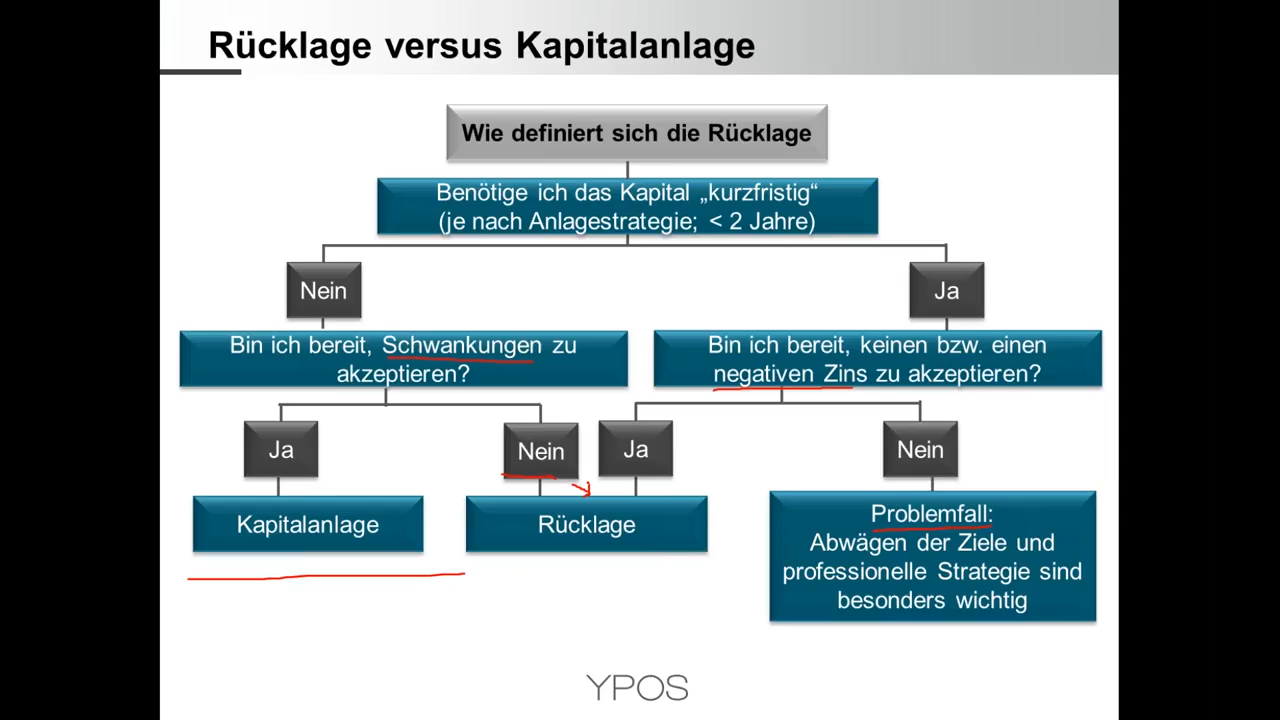 Rücklage versus Kapitalanlage
Wie definiert sich die Rücklage
Benötige ich das Kapital „kurzfristig“
(je nach Anlagestrategie; < 2 Jahre)
Nein
Ja
Bin ich bereit, Schwankungen zu
akzeptieren?
Bin ich bereit, keinen bzw. einen
negativen Zins zu akzeptieren?
Ja
Nein
Ja
Nein
Kapitalanlage
Rücklage
Problemfall:
Abwägen der Ziele und
professionelle Strategie sind
besonders wichtig
YPOS